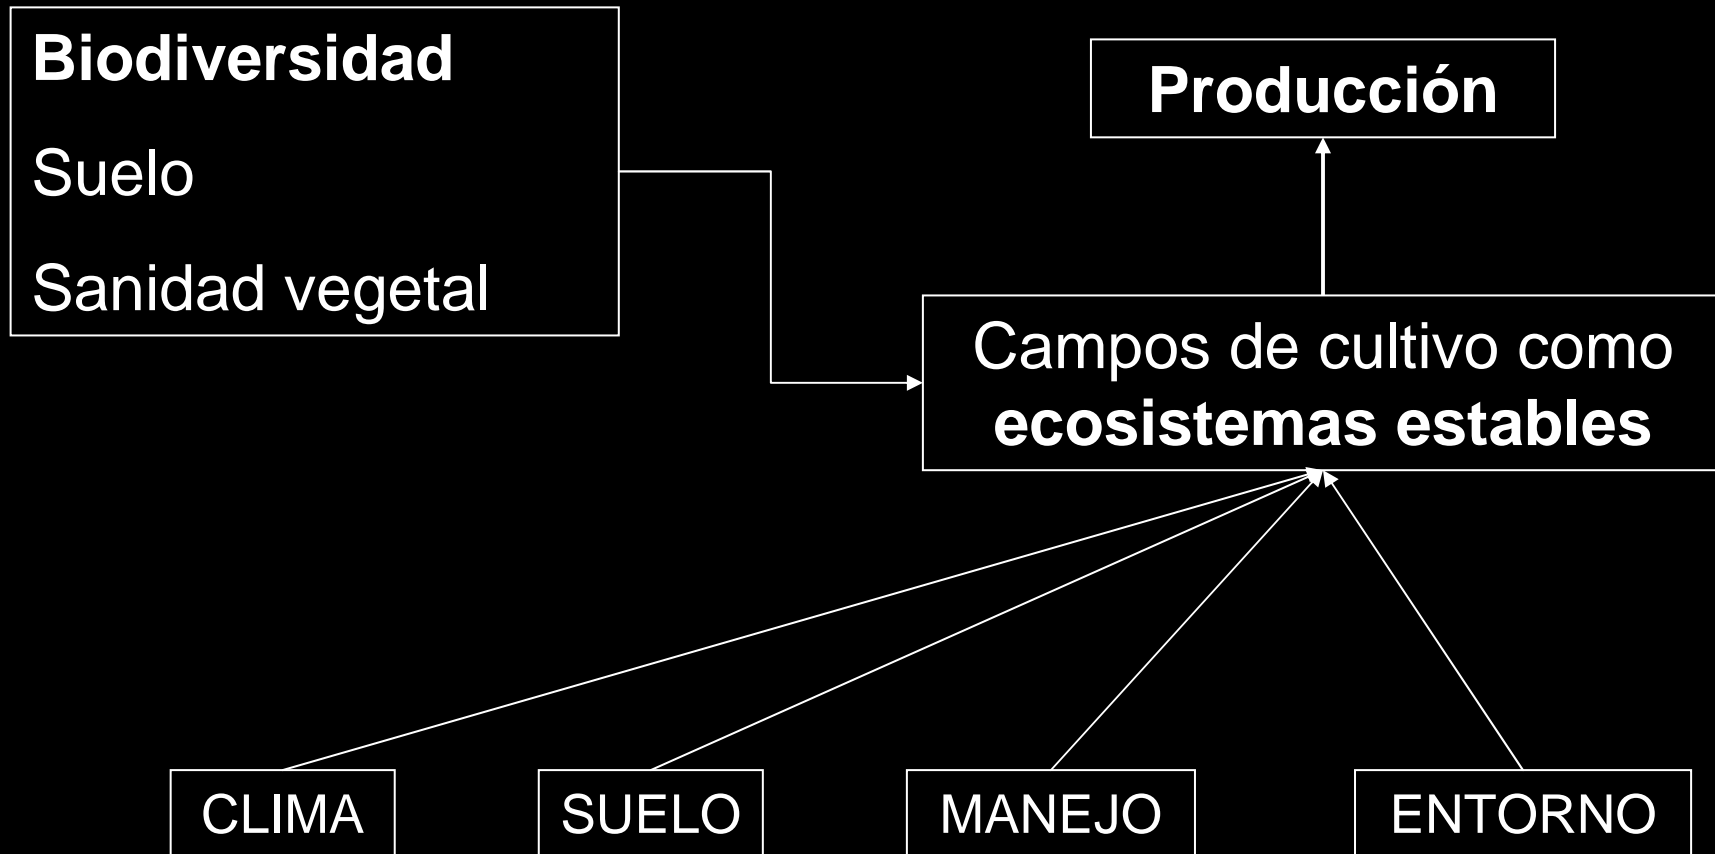 Biodiversidad
Suelo
Sanidad vegetal
Producción
Campos de cultivo como
ecosistemas estables
CLIMA
SUELO
MANEJO
ENTORNO